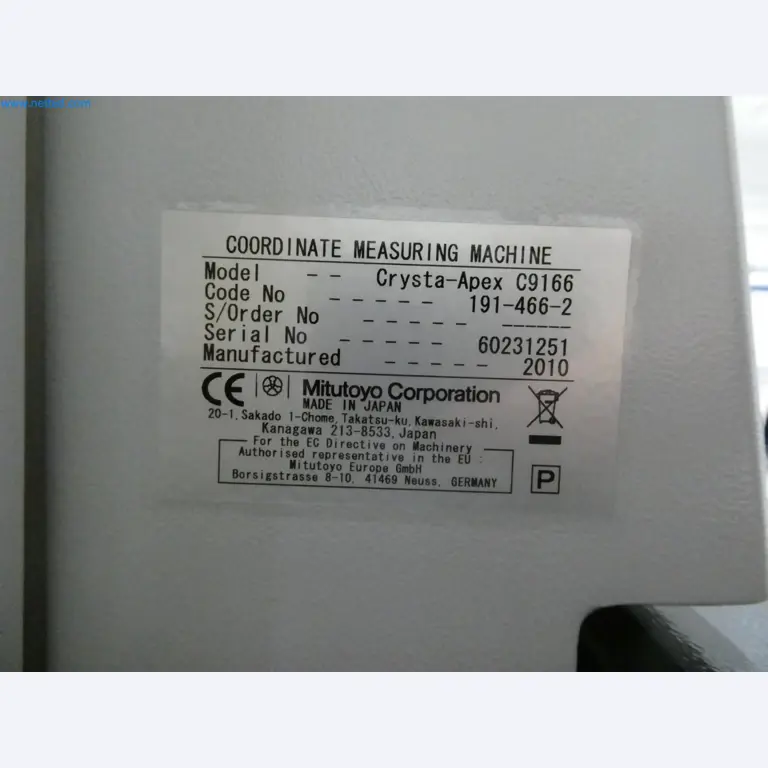 COORDINATE MEASURING MACHINE
Model -- Crysta-Apex C9166
Code No ----- 191-466-2
S/Order No ----- ------
Serial No ----- 60231251
Manufactured ----- 2010
CE Mitutoyo Corporation
MADE IN JAPAN
20-1, Sakado 1-Chome, Takatsu-ku, Kawasaki-shi,
Kanagawa 213-8533, Japan
For the EC Directive on Machinery
Authorised representative in the EU :
Mitutoyo Europe GmbH
Borsigstrasse 8-10, 41469 Neuss, GERMANY
P